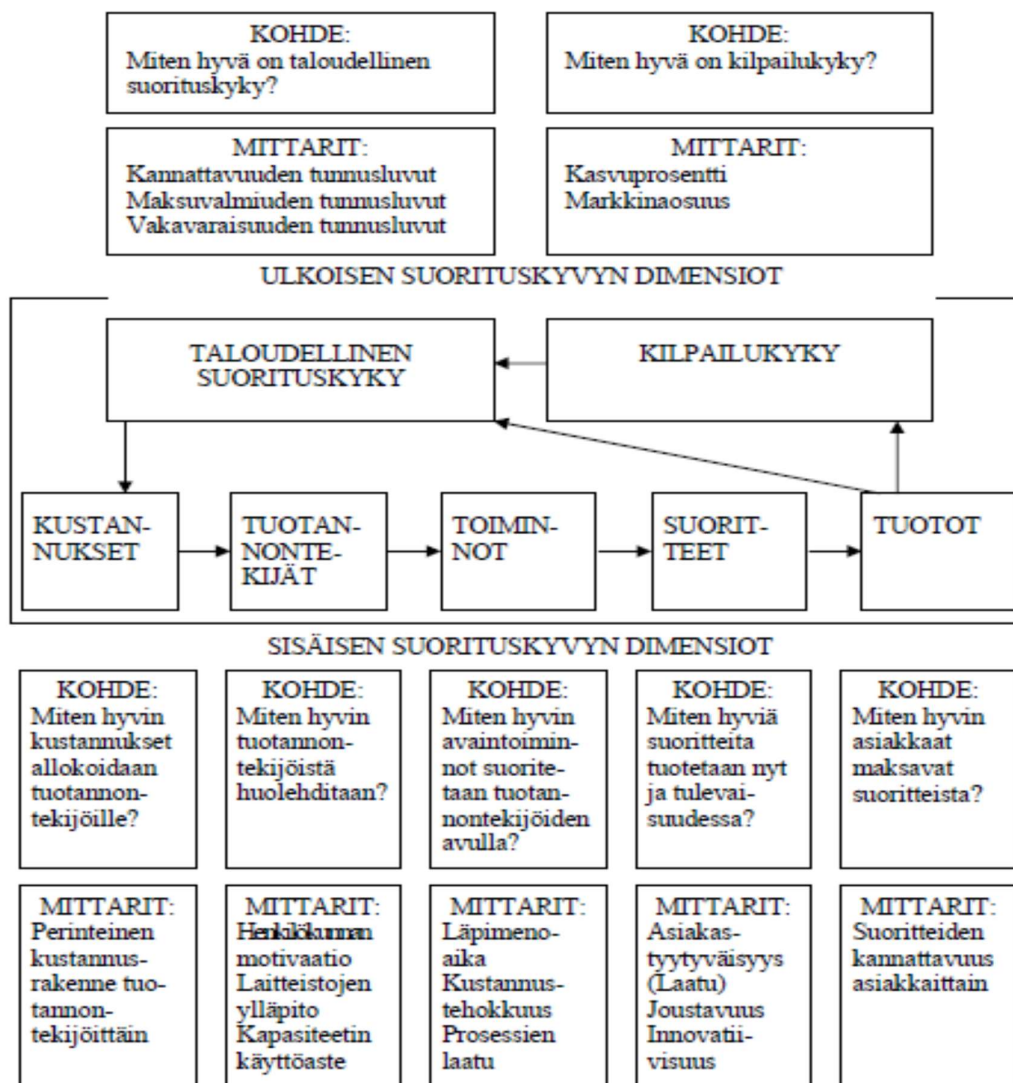 KOHDE:
Miten hyvä on taloudellinen
suorituskyky?
KOHDE:
Miten hyvä on kilpailukyky?
MITTARIT:
Kannattavuuden tunnusluvut
Maksuvalmiuden tunnusluvut
Vakavaraisuuden tunnusluvut
MITTARIT:
Kasvuprosentti
Markkinaosuus
ULKOISEN SUORITUSKYVYN DIMENSIOT
TALOUDELLINEN
SUORITUSKYKY
KILPAILUKYKY
KUSTAN-
NUKSET
TUOTAN-
NONTE-
KIJÄT
TOIMIN-
NOT
SUORIT-
TEET
TUOTOT
SISÄISEN SUORITUSKYVYN DIMENSIOT
KOHDE:
Miten hyvin
kustannukset
allokoidaan
tuotannon-
tekijöille?
KOHDE:
Miten hyvin
tuotannon-
tekijöistä
huolehditaan?
KOHDE:
Miten hyvin
avaintoimin-
not suorite-
taan tuotan-
nontekijöiden
avulla?
KOHDE:
Miten hyviä
suoritteita
tuotetaan nyt
ja tulevai-
suudessa?
KOHDE:
Miten hyvin
asiakkaat
maksavat
suoritteista?
MITTARIT:
Perinteinen
kustannus-
rakenne tuo-
tannon-
tekijöittäin
MITTARIT:
Henkilökunnan
motivaatio
Laitteistojen
ylläpito
Kapasiteetin
käyttöaste
MITTARIT:
Läpimeno-
aika
Kustannus-
tehokkuus
Prosessien
laatu
MITTARIT:
Asiakas-
tyytyväisyys
(Laatu)
Joustavuus
Innovatii-
visuus
MITTARIT:
Suoritteiden
kannattavuus
asiakkaittain